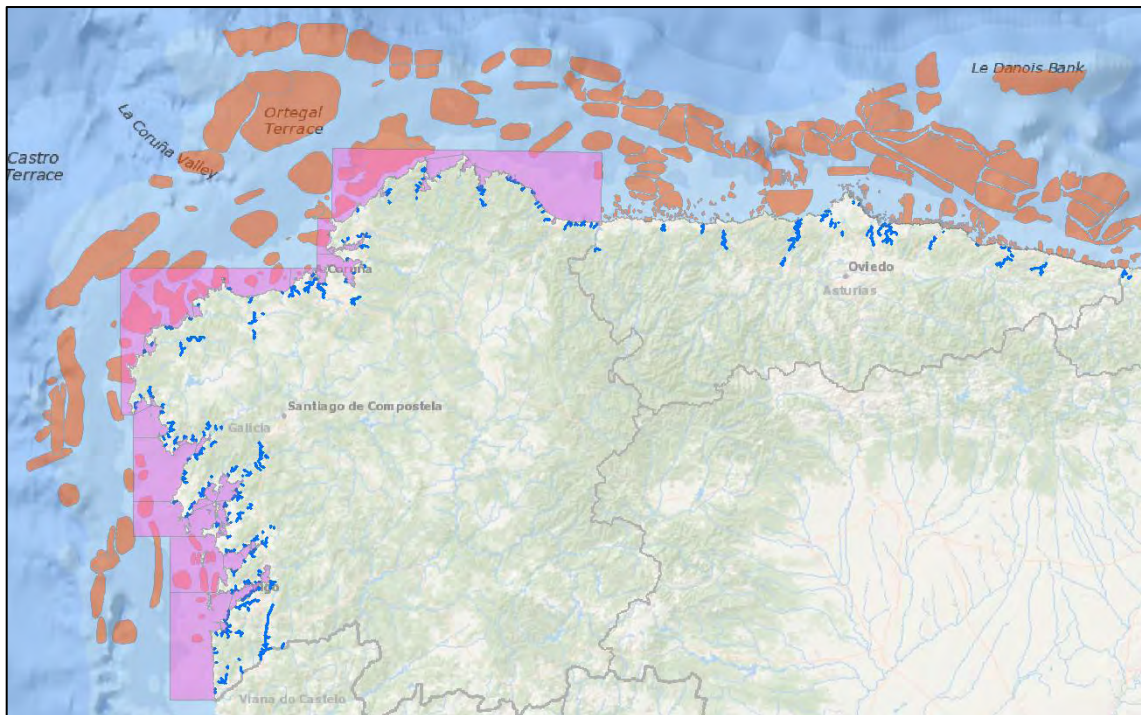 Le Danois Bank
Ortegal
Terrace
La Coruña Valley
Castro
Terrace
A Coruña
Oviedo
Asturias
Santiago de Compostela
Galicia
Viana do Castelo